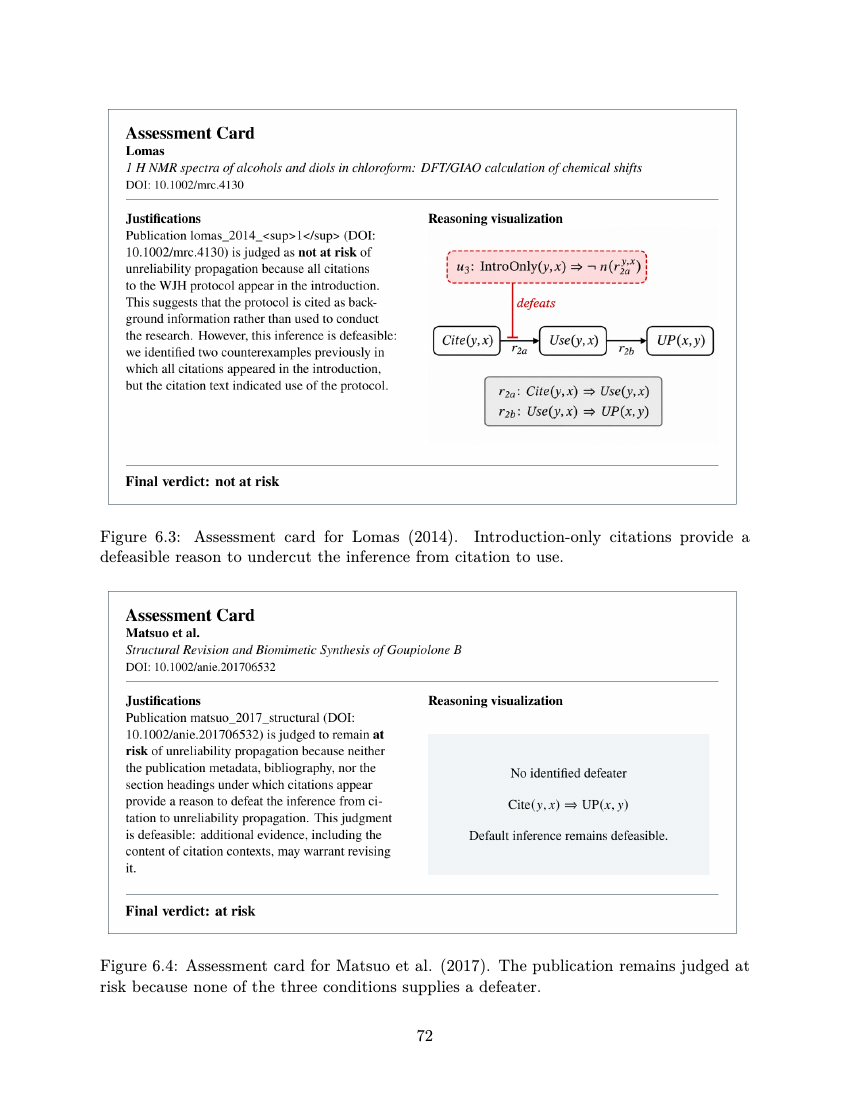 Assessment Card
Lomas
1 H NMR spectra of alcohols and diols in chloroform: DFT/GIAO calculation of chemical shifts
DOI: 10.1002/mrc.4130
Justifications
Publication lomas_2014_<sup>1</sup> (DOI:
10.1002/mrc.4130) is judged as not at risk of
unreliability propagation because all citations
to the WJH protocol appear in the introduction.
This suggests that the protocol is cited as back-
ground information rather than used to conduct
the research. However, this inference is defeasible:
we identified two counterexamples previously in
which all citations appeared in the introduction,
but the citation text indicated use of the protocol.
Reasoning visualization
u₃: IntroOnly(y, x) ⇒ ¬ n(r₂ₐ^{y,x})
defeats
Cite(y, x) r₂ₐ Use(y, x) r₂b UP(x, y)
r₂ₐ: Cite(y, x) ⇒ Use(y, x)
r₂b: Use(y, x) ⇒ UP(x, y)
Final verdict: not at risk
Figure 6.3: Assessment card for Lomas (2014). Introduction-only citations provide a
defeasible reason to undercut the inference from citation to use.
Assessment Card
Matsuo et al.
Structural Revision and Biomimetic Synthesis of Goupiolone B
DOI: 10.1002/anie.201706532
Justifications
Publication matsuo_2017_structural (DOI:
10.1002/anie.201706532) is judged to remain at
risk of unreliability propagation because neither
the publication metadata, bibliography, nor the
section headings under which citations appear
provide a reason to defeat the inference from ci-
tation to unreliability propagation. This judgment
is defeasible: additional evidence, including the
content of citation contexts, may warrant revising
it.
Reasoning visualization
No identified defeater
Cite(y, x) ⇒ UP(x, y)
Default inference remains defeasible.
Final verdict: at risk
Figure 6.4: Assessment card for Matsuo et al. (2017). The publication remains judged at
risk because none of the three conditions supplies a defeater.
72